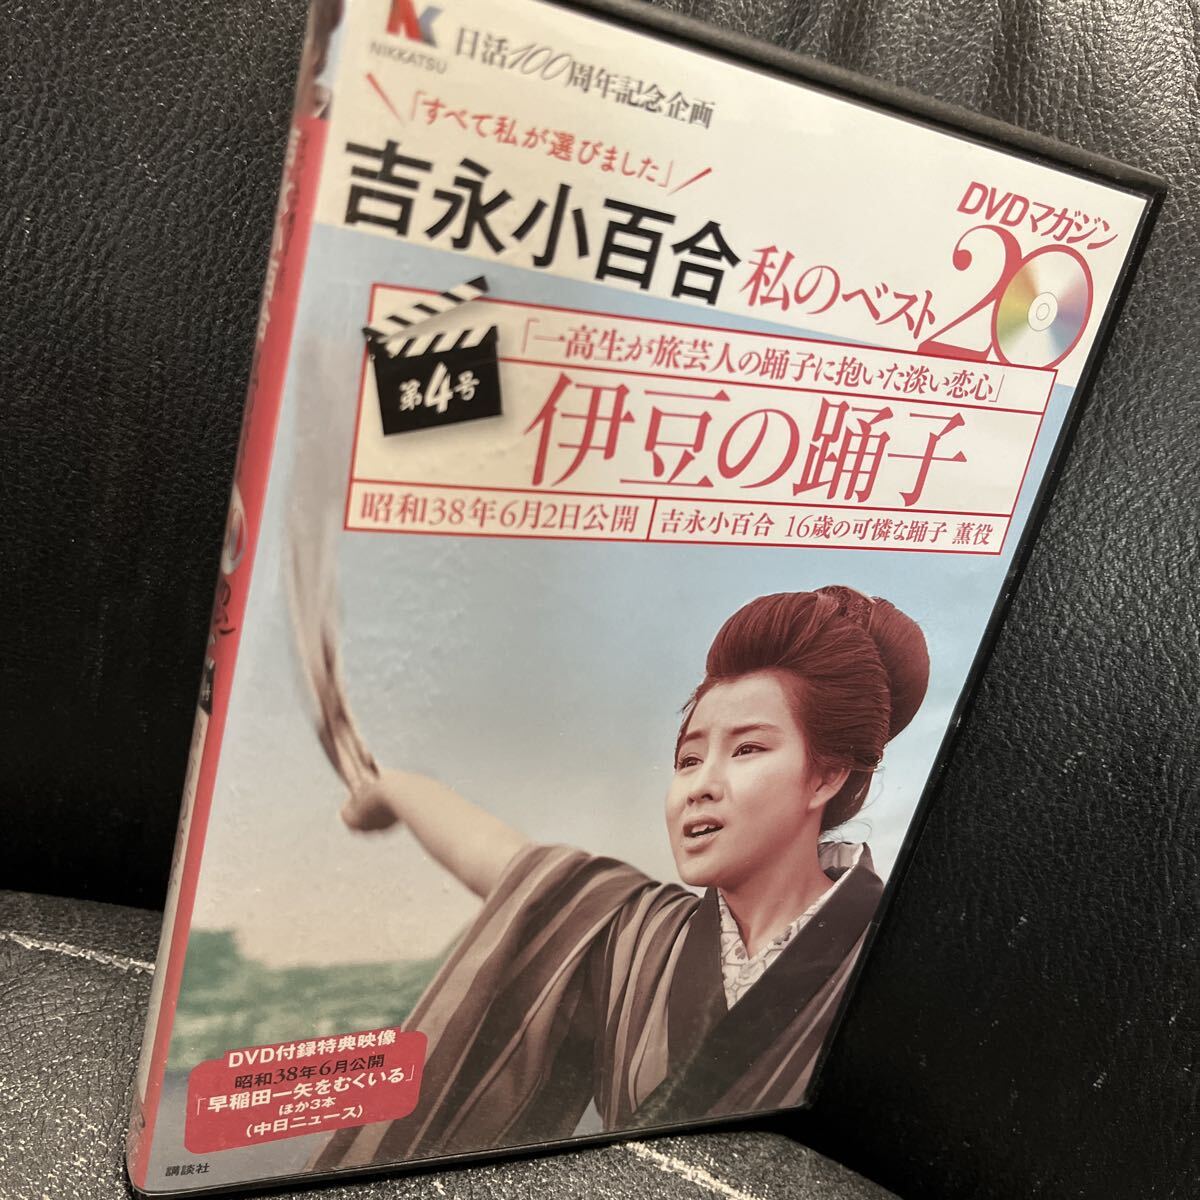 NIKKATSU
日活100周年記念企画
「すべて私が選びました」
吉永小百合 私のベスト20
DVDマガジン
第4号
「一高生が旅芸人の踊子に抱いた淡い恋心」
伊豆の踊子
昭和38年6月2日公開
吉永小百合 16歳の可憐な踊子 薫役
DVD付録特典映像
昭和38年6月公開
「早稲田一矢をむくいる」
ほか3本
(中日ニュース)
講談社